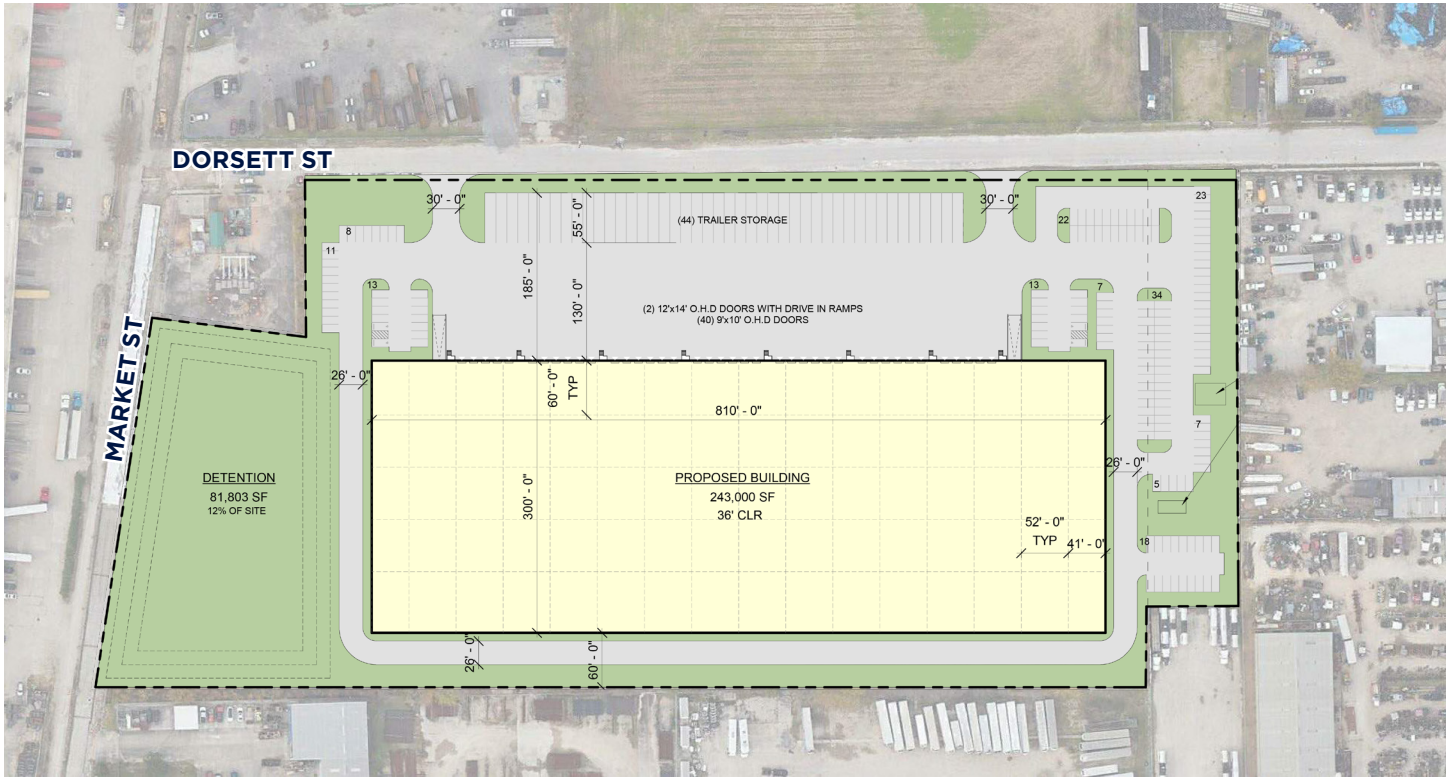 DORSETT ST
30' - 0"
30' - 0"
23
(44) TRAILER STORAGE
55' - 0"
22
8
11
185' - 0"
130' - 0"
13
13
7
34
(2) 12'x14' O.H.D DOORS WITH DRIVE IN RAMPS
(40) 9'x10' O.H.D DOORS
MARKET ST
26' - 0"
60' - 0"
TYP
810' - 0"
7
26' - 0"
5
DETENTION
81,803 SF
12% OF SITE
300' - 0"
PROPOSED BUILDING
243,000 SF
36' CLR
52' - 0"
TYP
41' - 0"
18
26' - 0"
60' - 0"